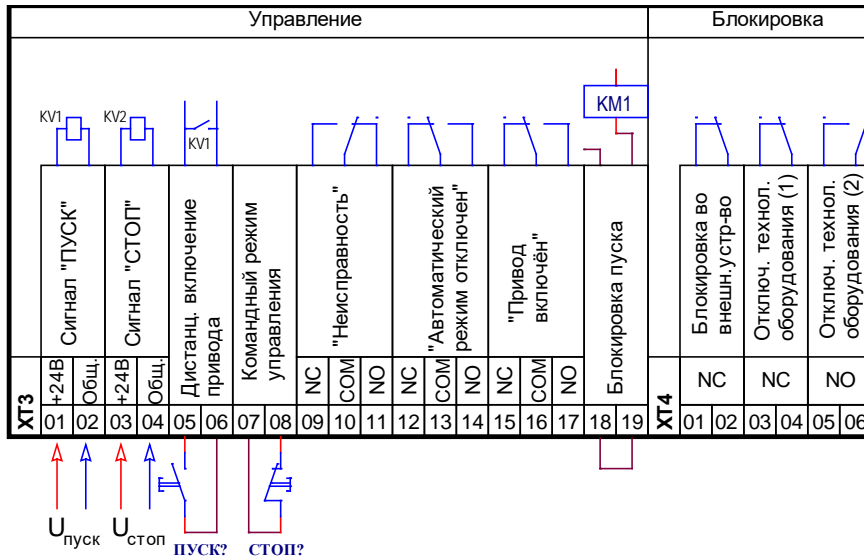 Управление
Блокировка
KV1
KV2
KV1
KM1
Сигнал "ПУСК"
Сигнал "СТОП"
Дистанц. включение
привода
Командный режим
управления
"Неисправность"
"Автоматический
режим отключен"
"Привод
включён"
Блокировка пуска
Блокировка во
внешн.устр-во
Отключ. технол.
оборудования (1)
Отключ. технол.
оборудования (2)
XT3
+24В
Общ.
+24В
Общ.
NC
COM
NO
NC
COM
NO
NC
COM
NO
XT4
NC
NC
NO
01 02 03 04 05 06 07 08 09 10 11 12 13 14 15 16 17 18 19
01 02 03 04 05 06
Uпуск
Uстоп
ПУСК?
СТОП?